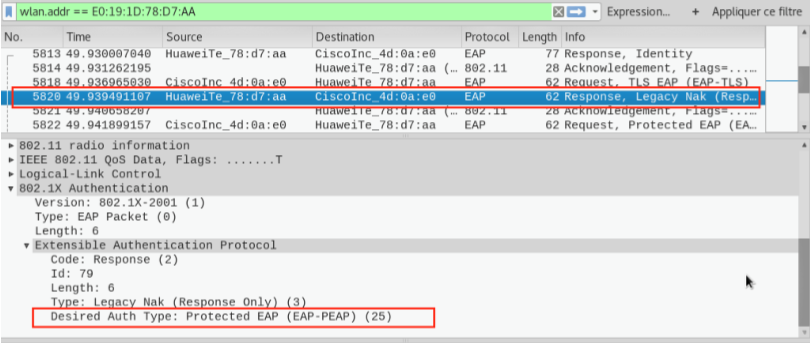 wlan.addr == E0:19:1D:78:D7:AA Expression... + Appliquer ce filtre
No. Time Source Destination Protocol Length Info
5813 49.930007040 HuaweiTe_78:d7:aa CiscoInc_4d:0a:e0 EAP 77 Response, Identity
5814 49.931262195 HuaweiTe_78:d7:aa (… 802.11 28 Acknowledgement, Flags=...…
5818 49.936965030 CiscoInc_4d:0a:e0 HuaweiTe_78:d7:aa EAP 62 Request, TLS EAP (EAP-TLS)
5820 49.939491107 HuaweiTe_78:d7:aa CiscoInc_4d:0a:e0 EAP 62 Response, Legacy Nak (Resp…
5821 49.940658207 HuaweiTe_78:d7:aa (… 802.11 28 Acknowledgement, Flags=...…
5822 49.941899157 CiscoInc_4d:0a:e0 HuaweiTe_78:d7:aa EAP 62 Request, Protected EAP (EA…
802.11 radio information
IEEE 802.11 QoS Data, Flags: .......T
Logical-Link Control
802.1X Authentication
Version: 802.1X-2001 (1)
Type: EAP Packet (0)
Length: 6
Extensible Authentication Protocol
Code: Response (2)
Id: 79
Length: 6
Type: Legacy Nak (Response Only) (3)
Desired Auth Type: Protected EAP (EAP-PEAP) (25)